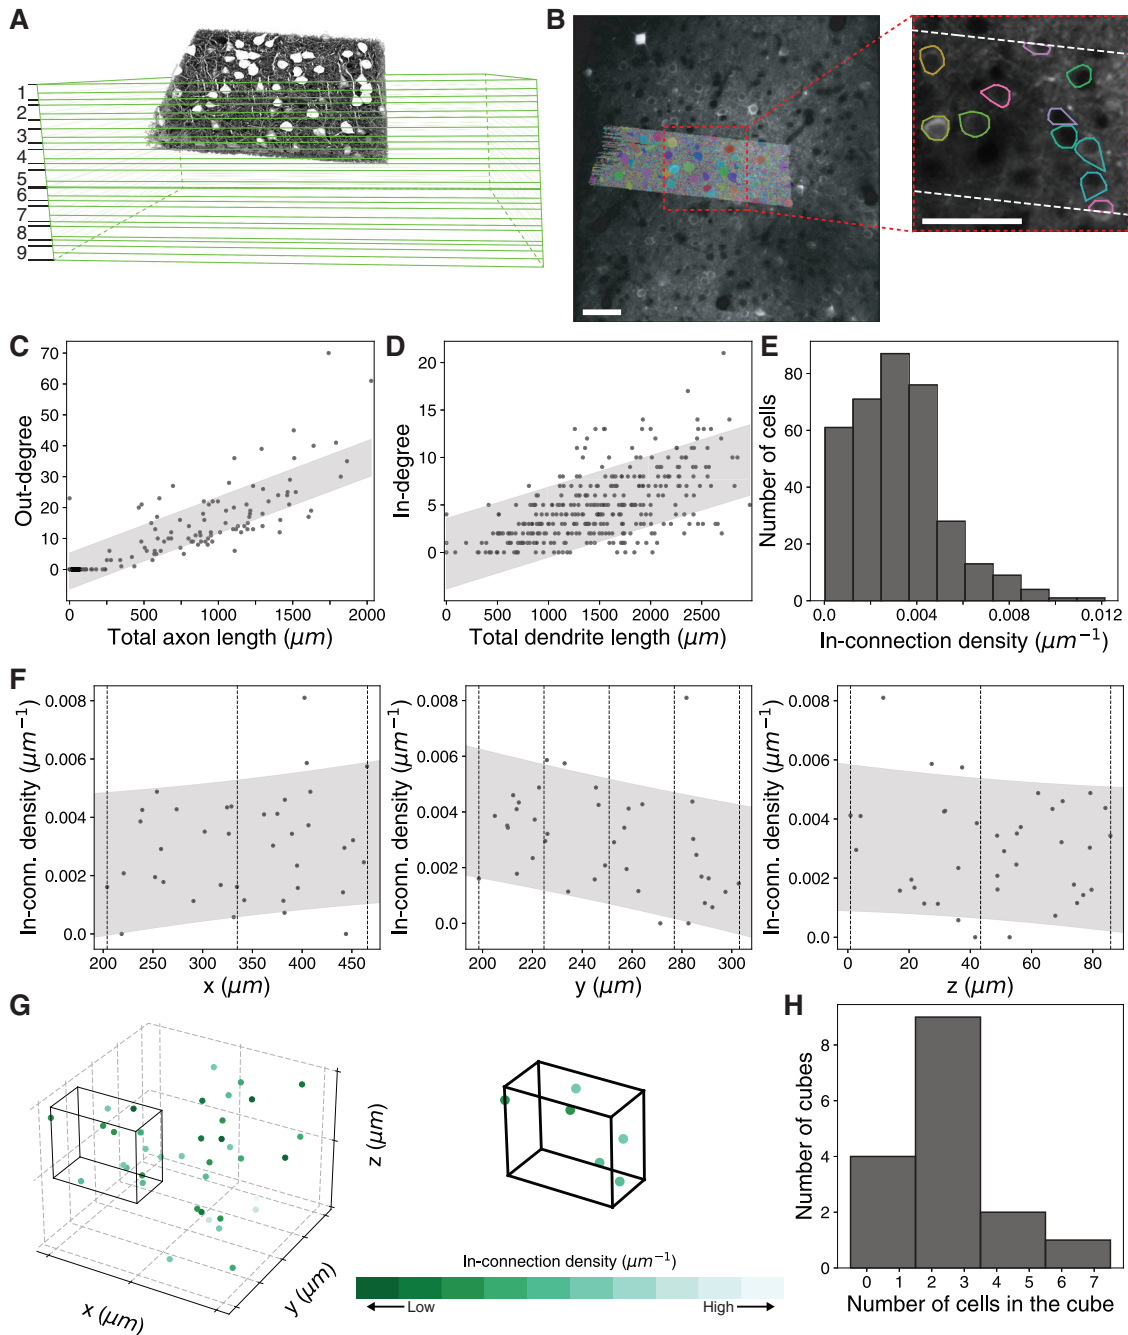 A
B
1
2
3
4
5
6
7
8
9
C
D
E
70
60
50
40
30
20
10
0
Out-degree
0
500
1000
1500
2000
Total axon length (μm)
20
15
10
5
0
In-degree
0
500
1000
1500
2000
2500
Total dendrite length (μm)
80
60
40
20
0
Number of cells
0.0
0.004
0.008
0.012
In-connection density (μm⁻¹)
F
0.008
0.006
0.004
0.002
0.0
In-conn. density (μm⁻¹)
200
250
300
350
400
450
x (μm)
0.008
0.006
0.004
0.002
0.0
In-conn. density (μm⁻¹)
200
220
240
260
280
300
y (μm)
0.008
0.006
0.004
0.002
0.0
In-conn. density (μm⁻¹)
0
20
40
60
80
z (μm)
G
H
x (μm)
y (μm)
z (μm)
In-connection density (μm⁻¹)
Low
High
8
6
4
2
0
Number of cubes
0 1 2 3 4 5 6 7
Number of cells in the cube